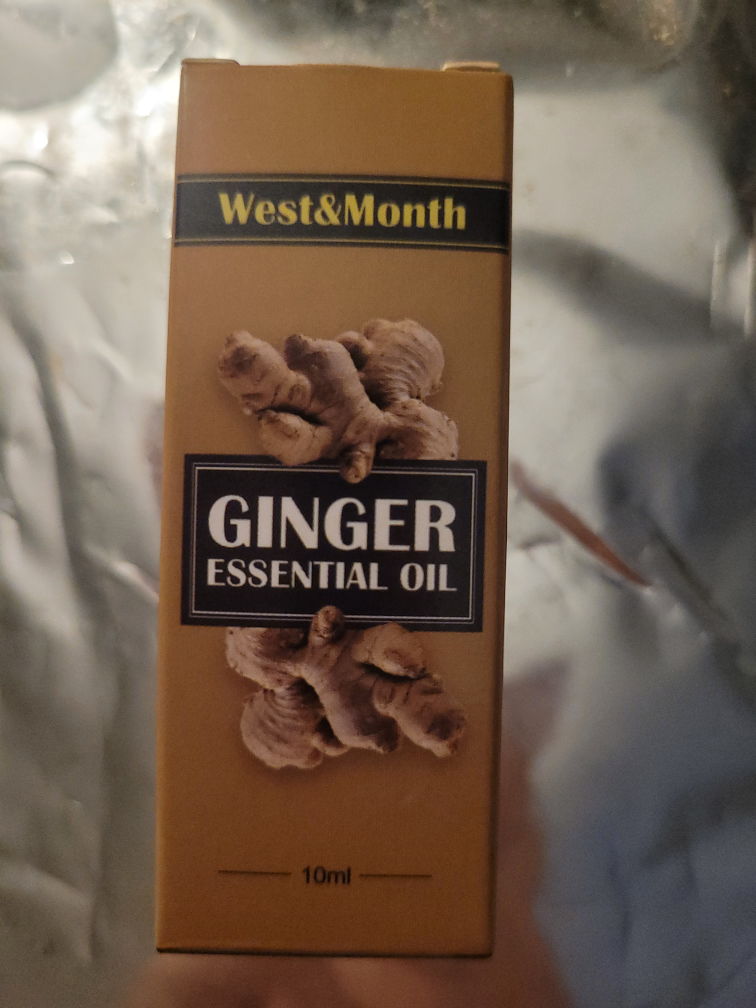 West&Month
GINGER
ESSENTIAL OIL
10ml